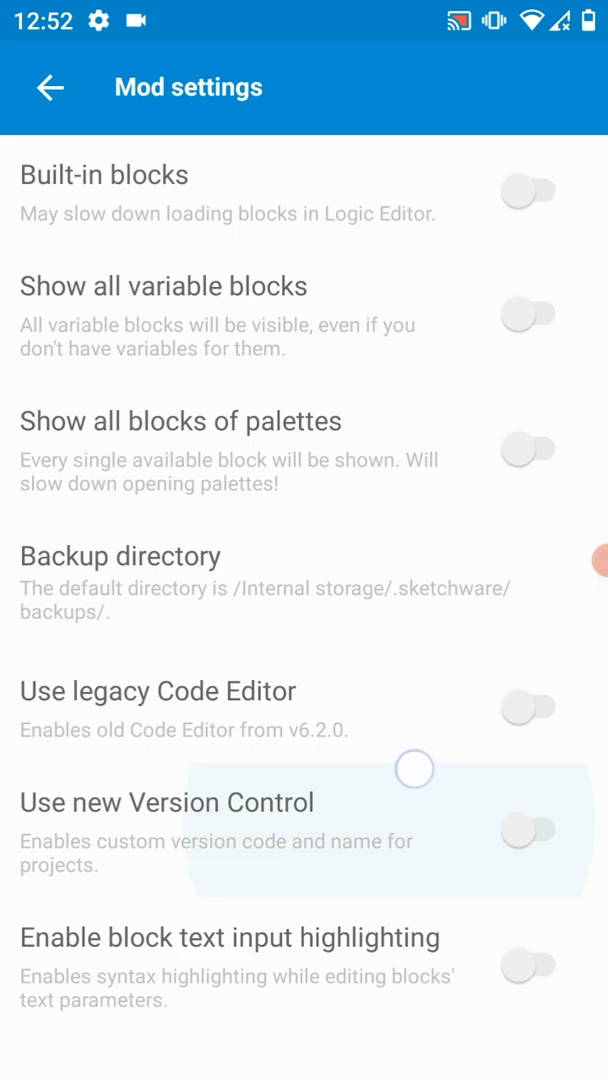 12:52
Mod settings
Built-in blocks
May slow down loading blocks in Logic Editor.
Show all variable blocks
All variable blocks will be visible, even if you
don't have variables for them.
Show all blocks of palettes
Every single available block will be shown. Will
slow down opening palettes!
Backup directory
The default directory is /Internal storage/.sketchware/
backups/.
Use legacy Code Editor
Enables old Code Editor from v6.2.0.
Use new Version Control
Enables custom version code and name for
projects.
Enable block text input highlighting
Enables syntax highlighting while editing blocks'
text parameters.